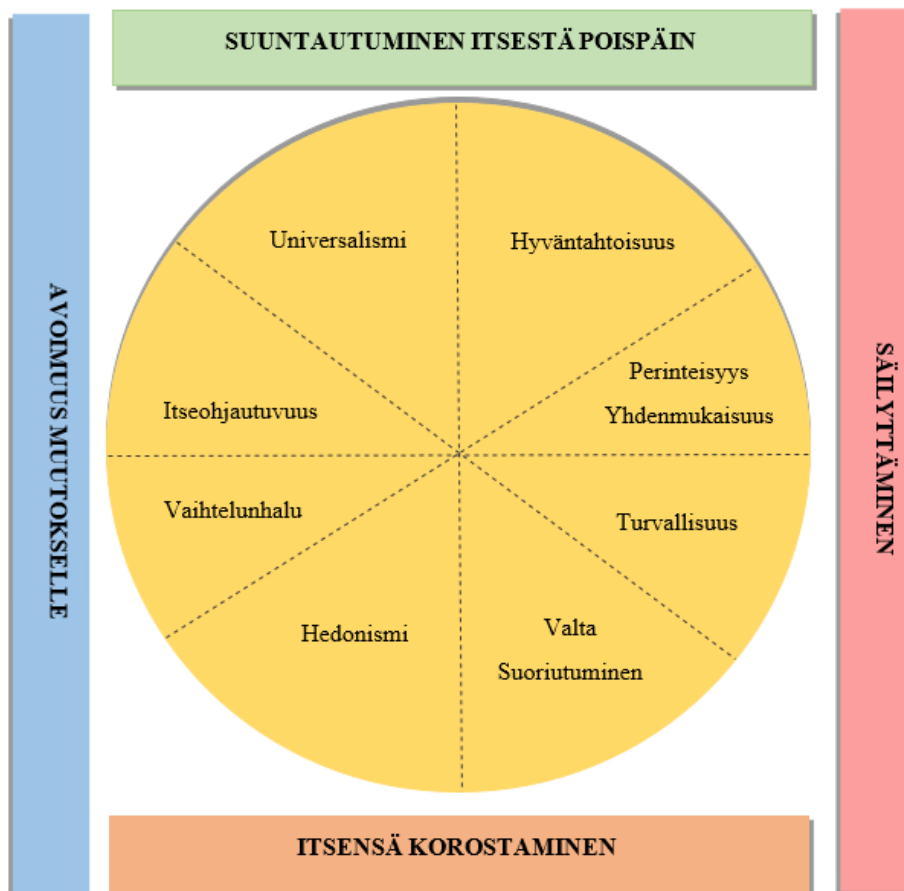 SUUNTAUTUMINEN ITSESTÄ POISPÄIN
AVOIMUUS MUUTOKSELLE
SÄILYTTÄMINEN
Universalismi
Hyväntahtoisuus
Perinteisyys
Yhdenmukaisuus
Itseohjautuvuus
Vaihtelunhalu
Turvallisuus
Hedonismi
Valta
Suoriutuminen
ITSENSÄ KOROSTAMINEN